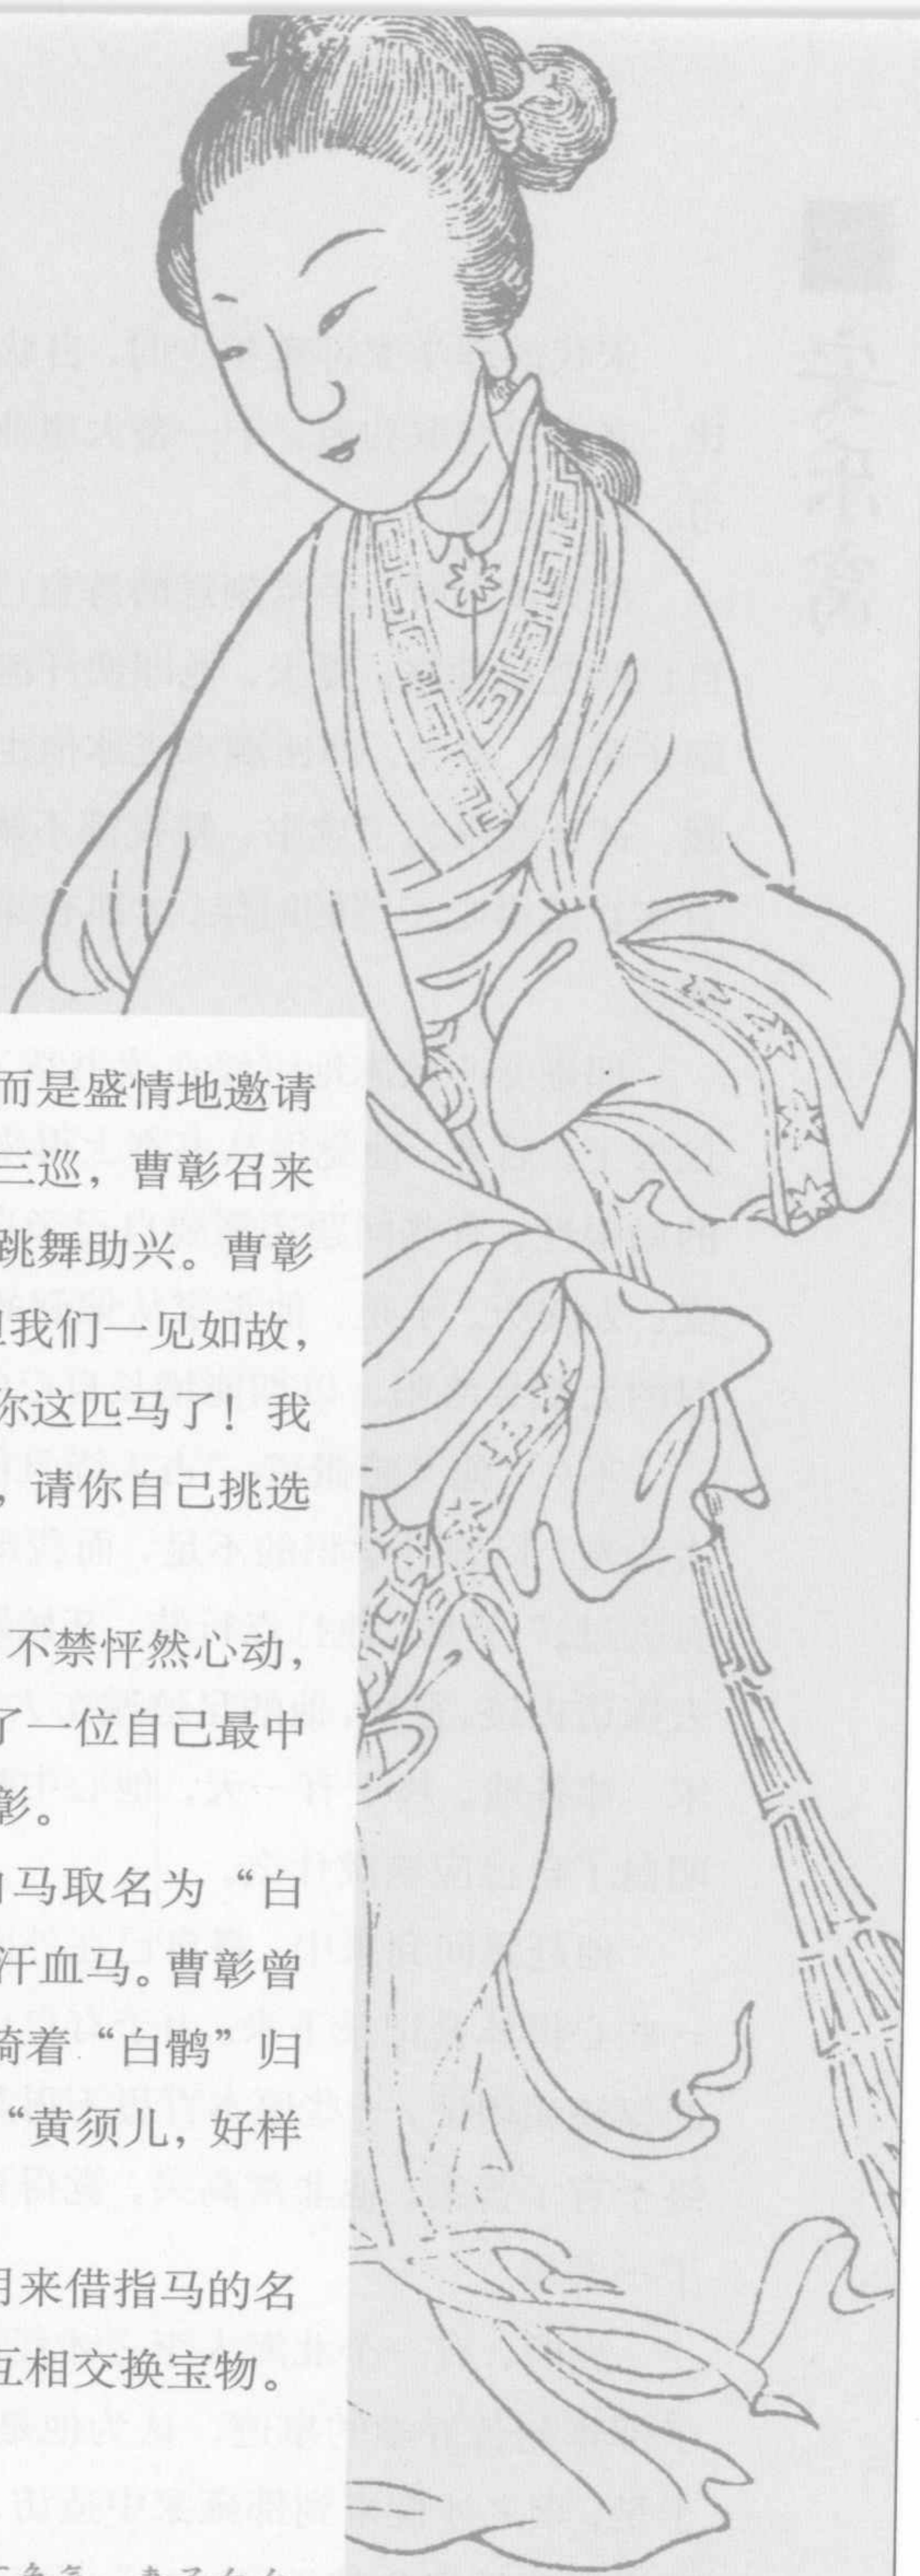 而是盛情地邀请
三巡，曹彰召来
跳舞助兴。曹彰
我们一见如故，
你这匹马了！我
，请你自己挑选
不禁怦然心动，
了一位自己最中
彰。
马取名为“白
汗血马。曹彰曾
骑着“白鹘”归
“黄须儿，好样
来借指马的名
互相交换宝物。